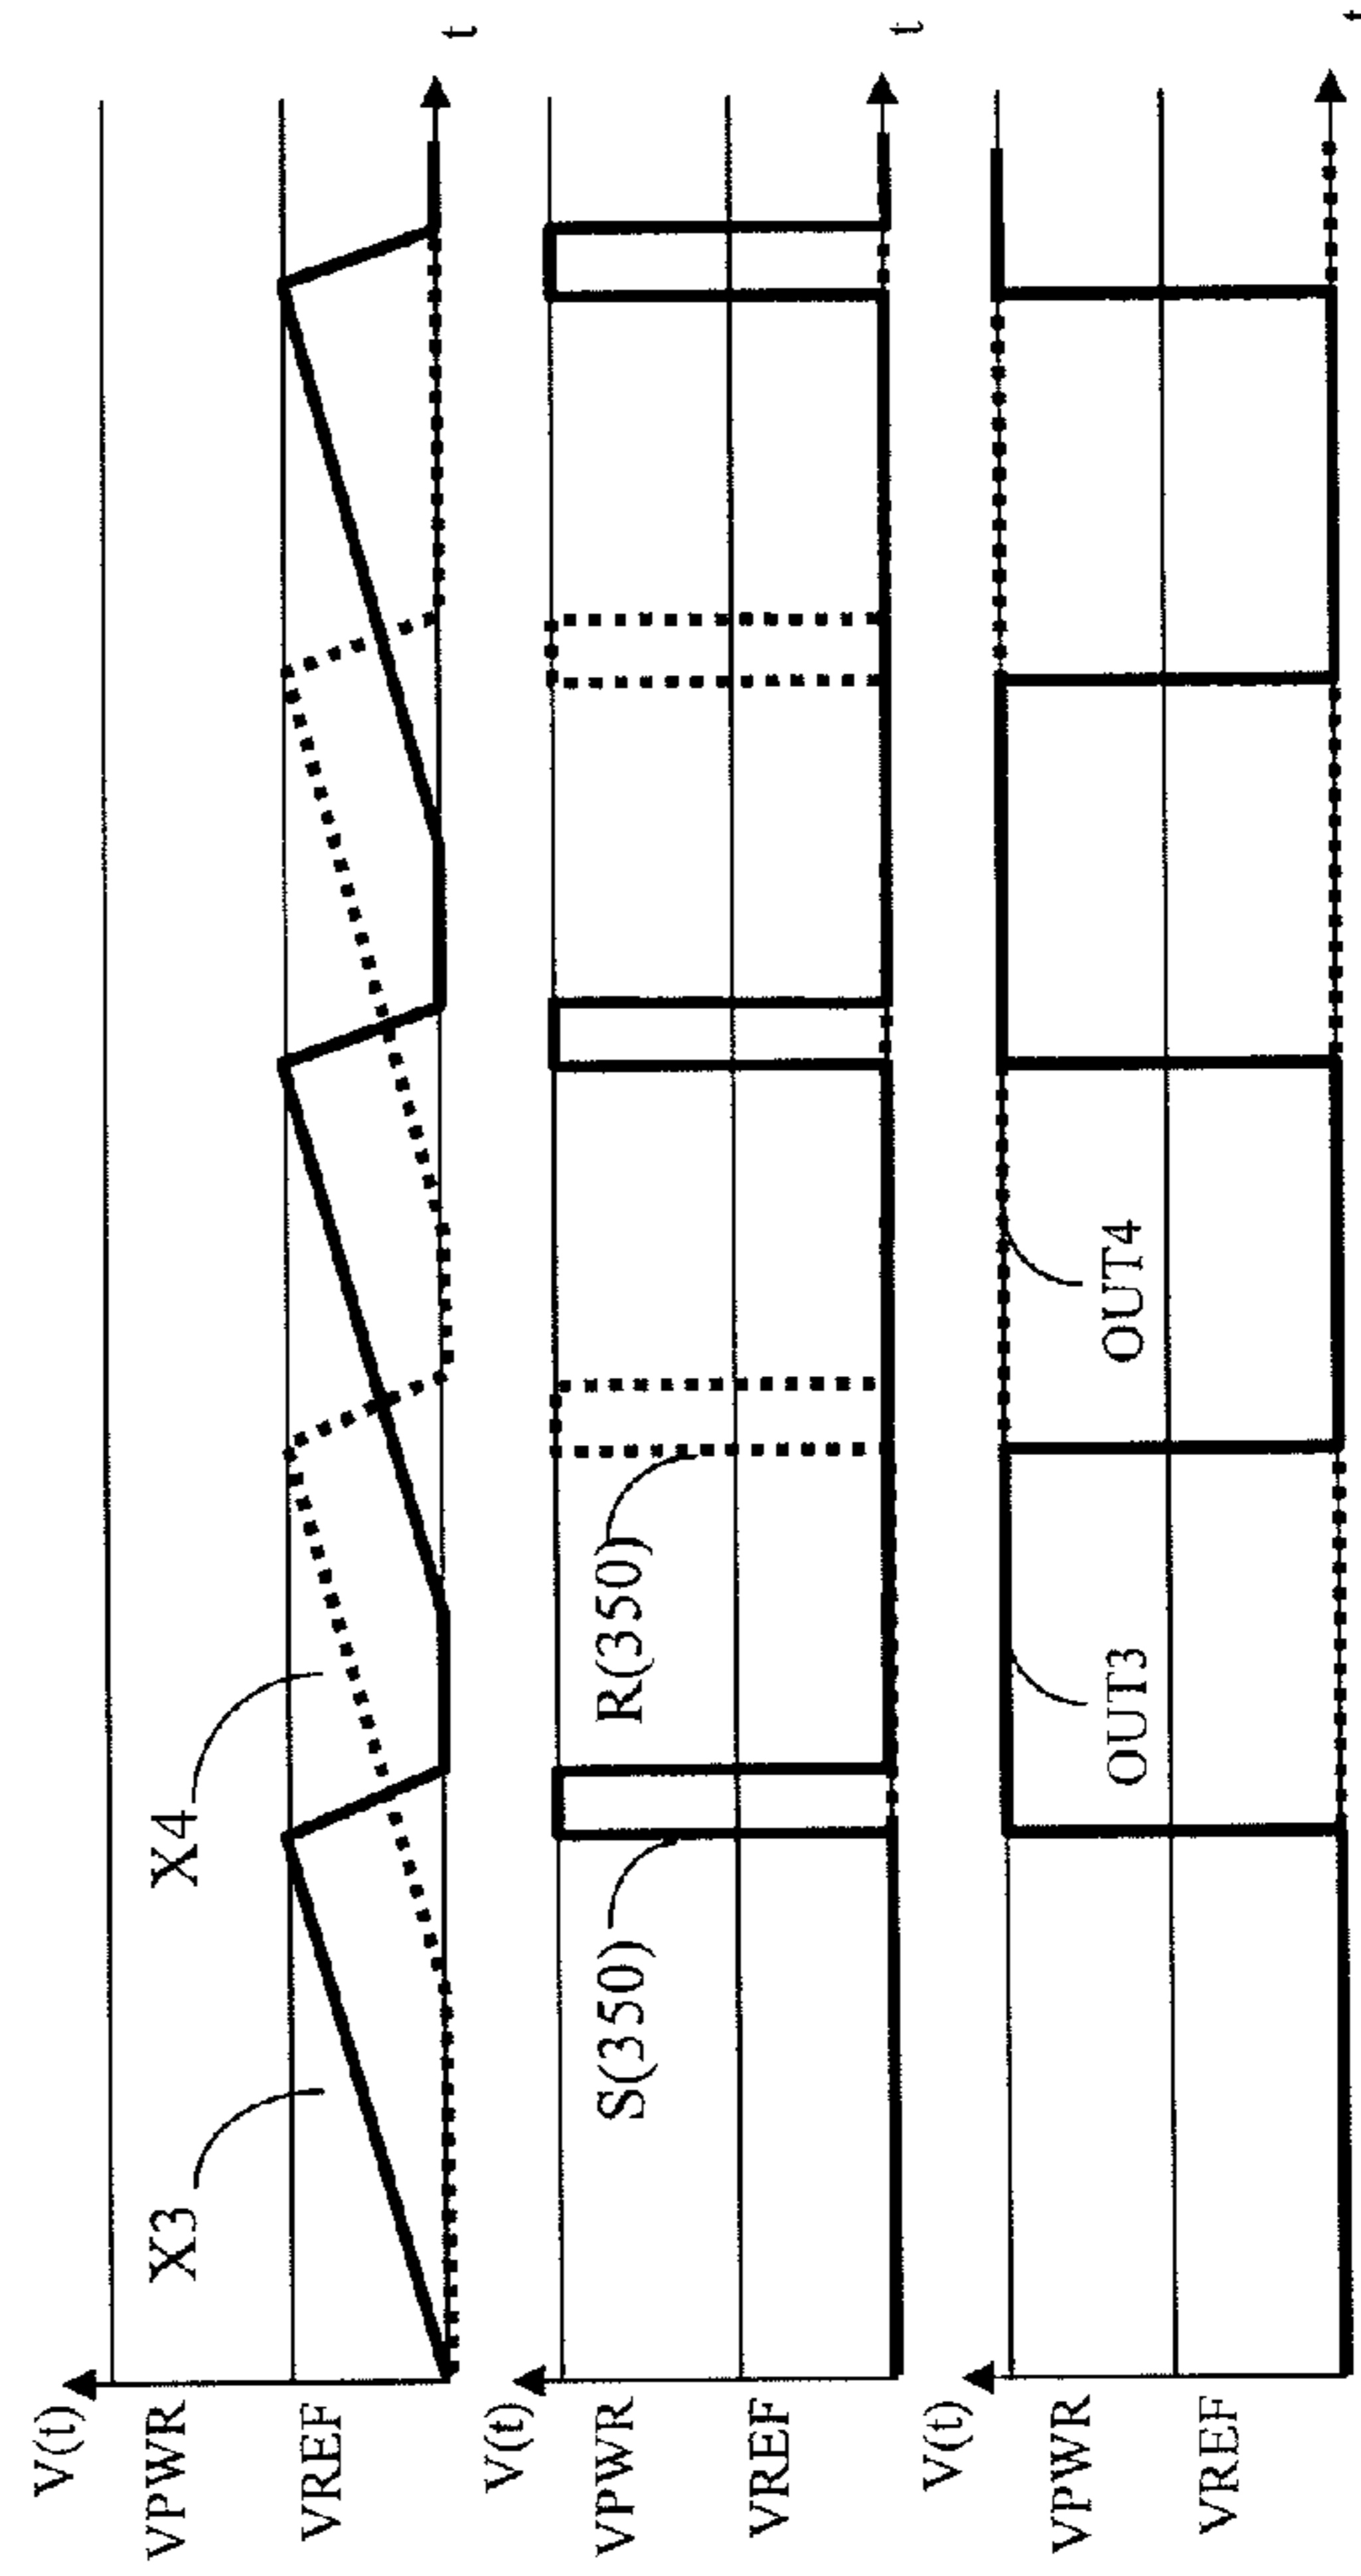 V(t)
VPWR
VREF
X3
X4
t
V(t)
VPWR
VREF
S(350)
R(350)
t
V(t)
VPWR
VREF
OUT3
OUT4
t